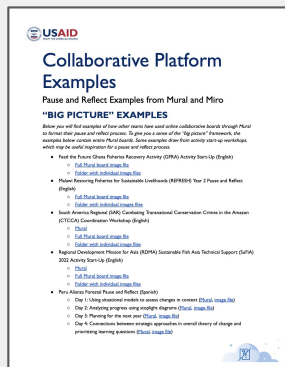 USAID
FROM THE AMERICAN PEOPLE
Collaborative Platform
Examples
Pause and Reflect Examples from Mural and Miro
“BIG PICTURE” EXAMPLES
Below you will find examples of how other teams have used online collaborative boards through Mural
to format their pause and reflect process. To give you a sense of the “big picture” framework, the
examples below contain entire Mural boards. Some examples draw from activity start-up workshops,
which may be useful inspiration for a pause and reflect process.
● Feed the Future Ghana Fisheries Recovery Activity (GFRA) Activity Start-Up (English)
○ Full Mural board image file
○ Folder with individual image files
● Malawi Restoring Fisheries for Sustainable Livelihoods (REFRESH) Year 2 Pause and Reflect
(English)
○ Full Mural board image file
○ Folder with individual images files
● South America Regional (SAR) Combating Transnational Conservation Crimes in the Amazon
(CTCCA) Coordination Workshop (English)
○ Mural
○ Full Mural board image file
○ Folder with individual image files
● Regional Development Mission for Asia (RDMA) Sustainable Fish Asia Technical Support (SuFiA)
2022 Activity Start-Up (English)
○ Mural
○ Full Mural board image file
○ Folder with individual image files
● Peru Alianza Forestal Pause and Reflect (Spanish)
○ Day 1: Using situational models to assess changes in context (Mural, image file)
○ Day 2: Analyzing progress using stoplight diagrams (Mural, image file)
○ Day 3: Planning for the next year (Mural, image file)
○ Day 4: Connections between strategic approaches in overall theory of change and
prioritizing learning questions (Mural, image file)